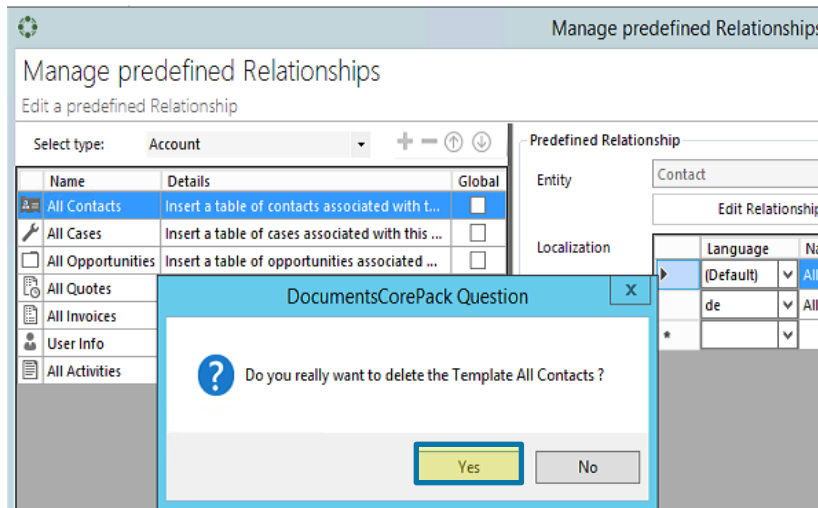 Manage predefined Relationships
Manage predefined Relationships
Edit a predefined Relationship
Select type: Account
Predefined Relationship
Name Details Global
Entity Contact
All Contacts Insert a table of contacts associated with t...
Edit Relationship
All Cases Insert a table of cases associated with this ...
Localization Language Na
All Opportunities Insert a table of opportunities associated ...
(Default) All
All Quotes
de All
All Invoices
*
User Info
All Activities
DocumentsCorePack Question
x
Do you really want to delete the Template All Contacts ?
Yes No